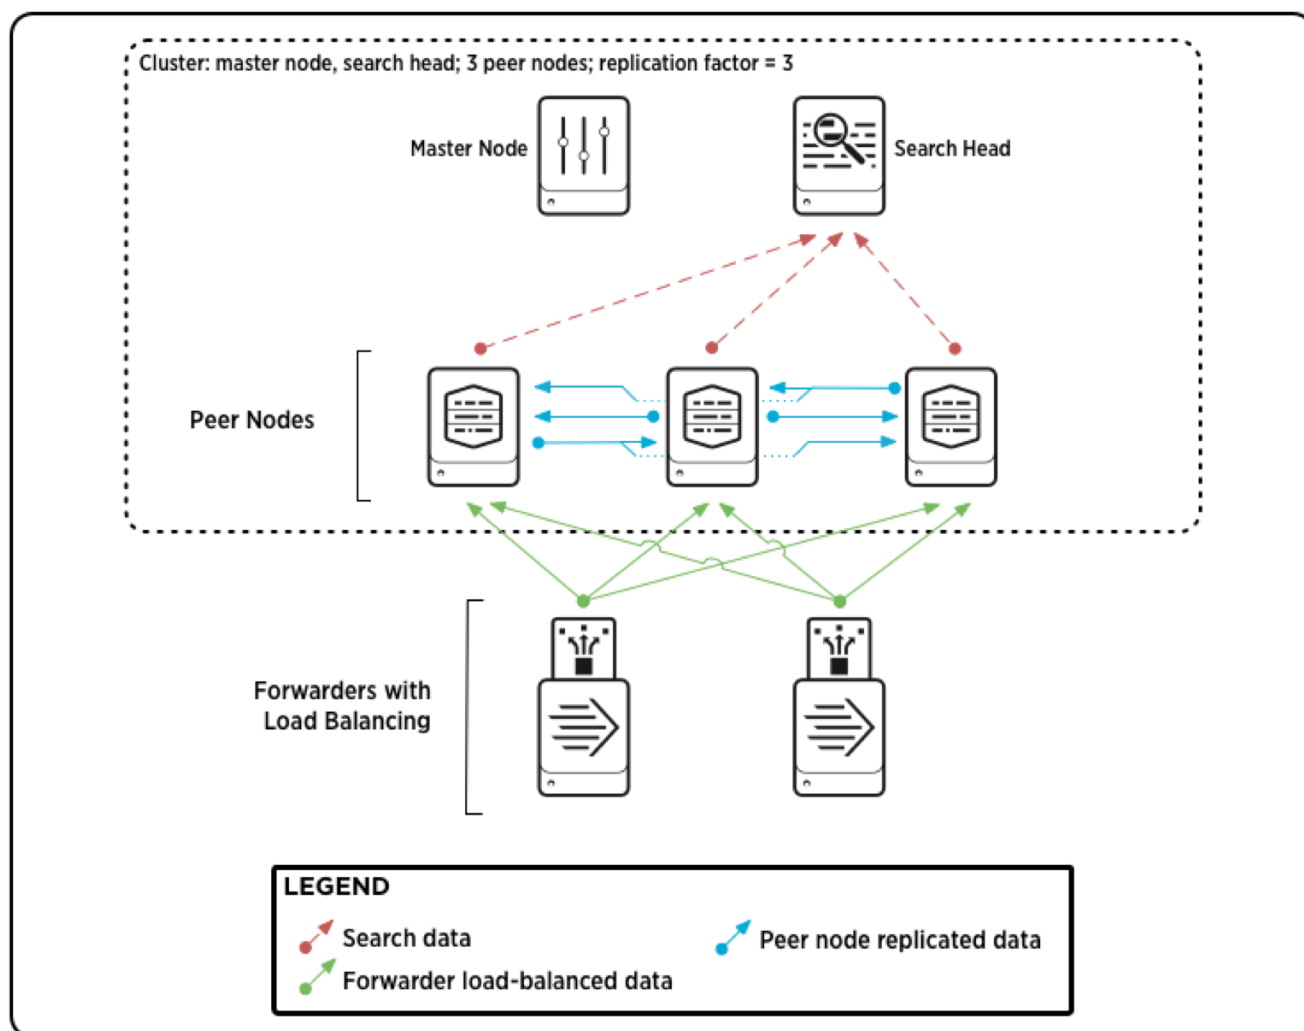 Cluster: master node, search head; 3 peer nodes; replication factor = 3
Master Node
Search Head
Peer Nodes
Forwarders with
Load Balancing
LEGEND
Search data
Peer node replicated data
Forwarder load-balanced data